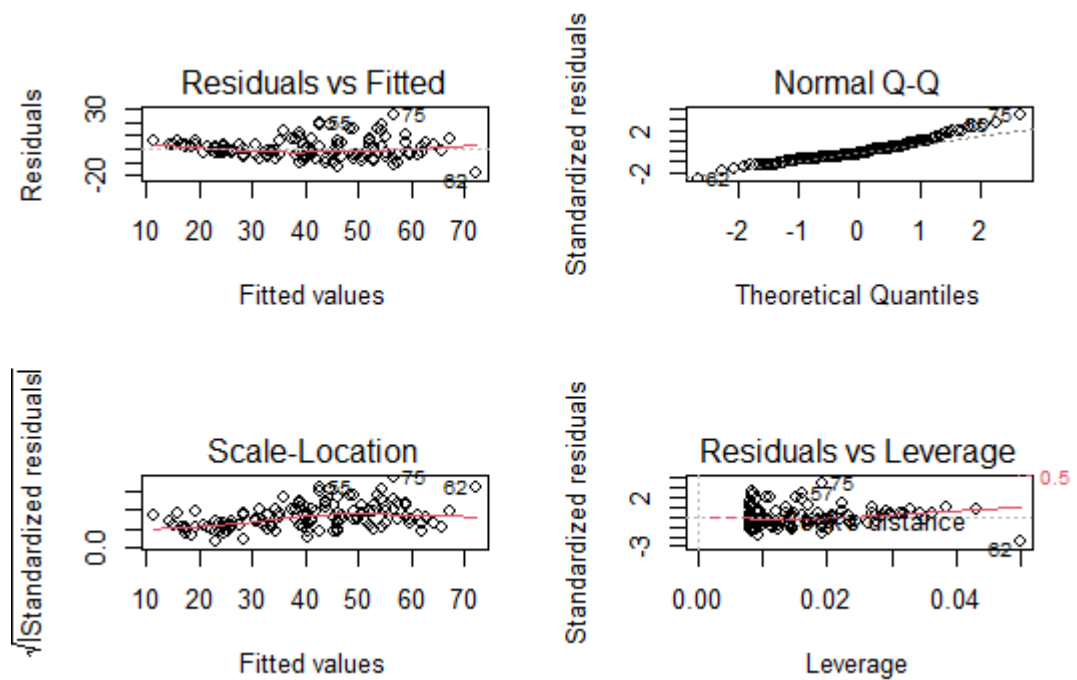 Residuals vs Fitted
Residuals
30
-20
55
75
62
10 20 30 40 50 60 70
Fitted values
Normal Q-Q
Standardized residuals
2
-2
75
55
62
-2 -1 0 1 2
Theoretical Quantiles
Scale-Location
√|Standardized residuals|
0.0
55
75
62
10 20 30 40 50 60 70
Fitted values
Residuals vs Leverage
Standardized residuals
2
-3
75
57
0.5
distance
62
0.00 0.02 0.04
Leverage